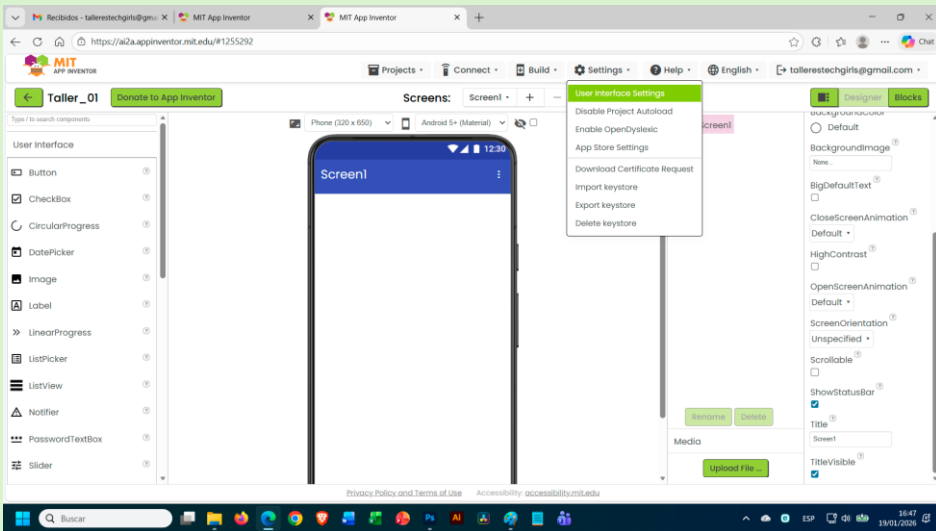 Recibidos - tallerestechgirls@gma
MIT App Inventor
MIT App Inventor
https://ai2a.appinventor.mit.edu/#1255292
Chat
MIT
APP INVENTOR
Projects
Connect
Build
Settings
Help
English
tallerestechgirls@gmail.com
Taller_01
Donate to App Inventor
Screens:
Screen1
Designer
Blocks
User Interface Settings
Disable Project Autoload
Enable OpenDyslexic
App Store Settings
Download Certificate Request
Import keystore
Export keystore
Delete keystore
Type / to search components
User Interface
Button
CheckBox
CircularProgress
DatePicker
Image
Label
LinearProgress
ListPicker
ListView
Notifier
PasswordTextBox
Slider
Phone (320 x 650)
Android 5+ (Material)
12:30
Screen1
Screen1
Rename
Delete
Media
Upload File ...
BackgroundColor
Default
BackgroundImage
None...
BigDefaultText
CloseScreenAnimation
Default
HighContrast
OpenScreenAnimation
Default
ScreenOrientation
Unspecified
Scrollable
ShowStatusBar
Title
Screen1
TitleVisible
Privacy Policy and Terms of Use
Accessibility: accessibility.mit.edu
Buscar
Ps
Ai
ESP
16:47
19/01/2026